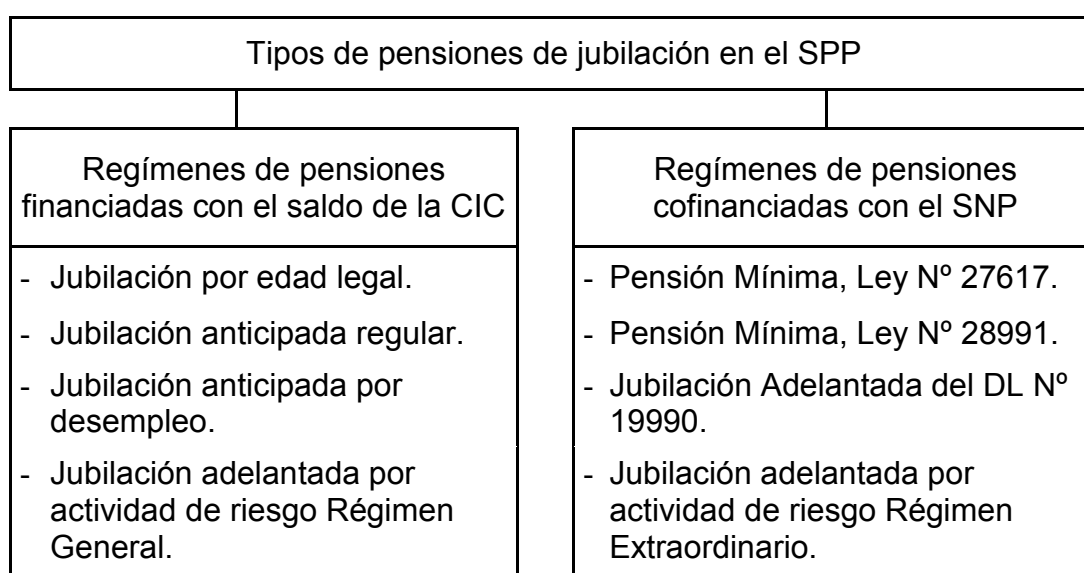 Tipos de pensiones de jubilación en el SPP
Regímenes de pensiones
financiadas con el saldo de la CIC
- Jubilación por edad legal.
- Jubilación anticipada regular.
- Jubilación anticipada por
desempleo.
- Jubilación adelantada por
actividad de riesgo Régimen
General.
Regímenes de pensiones
cofinanciadas con el SNP
- Pensión Mínima, Ley Nº 27617.
- Pensión Mínima, Ley Nº 28991.
- Jubilación Adelantada del DL Nº
19990.
- Jubilación adelantada por
actividad de riesgo Régimen
Extraordinario.